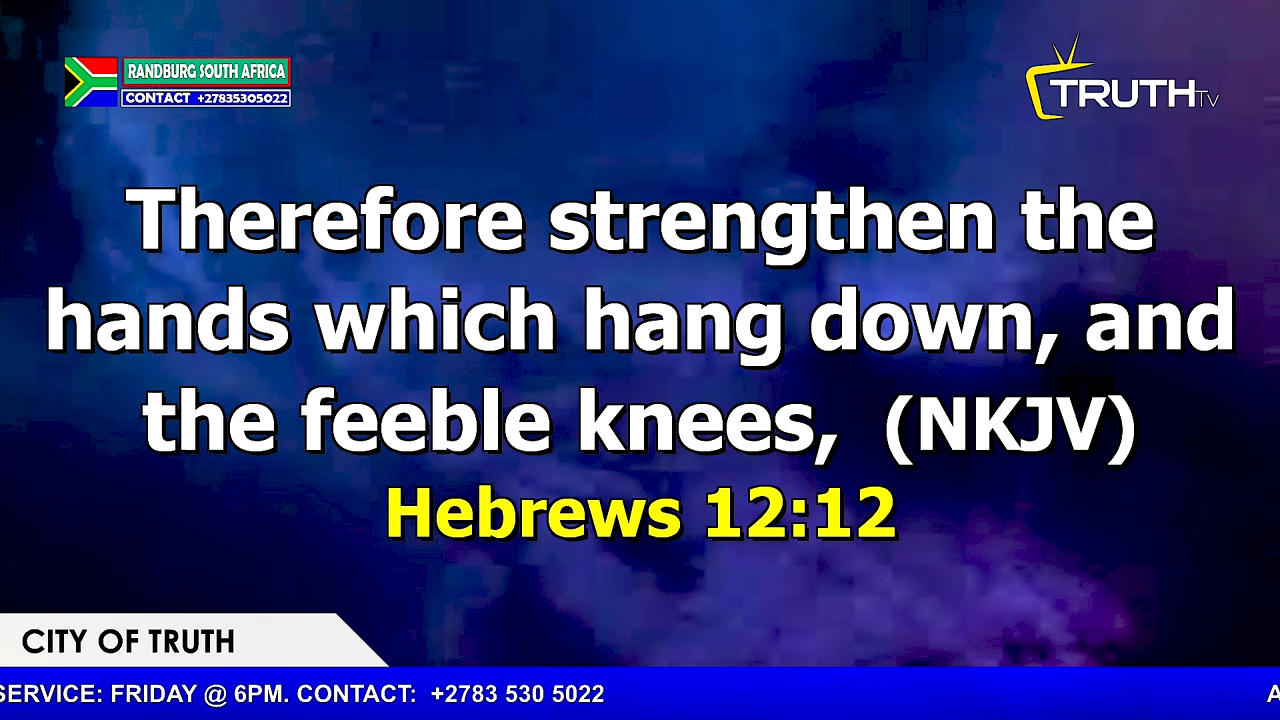 RANDBURG SOUTH AFRICA
CONTACT +27835305022
TRUTH TV
Therefore strengthen the
hands which hang down, and
the feeble knees, (NKJV)
Hebrews 12:12
CITY OF TRUTH
SERVICE: FRIDAY @ 6PM. CONTACT: +2783 530 5022